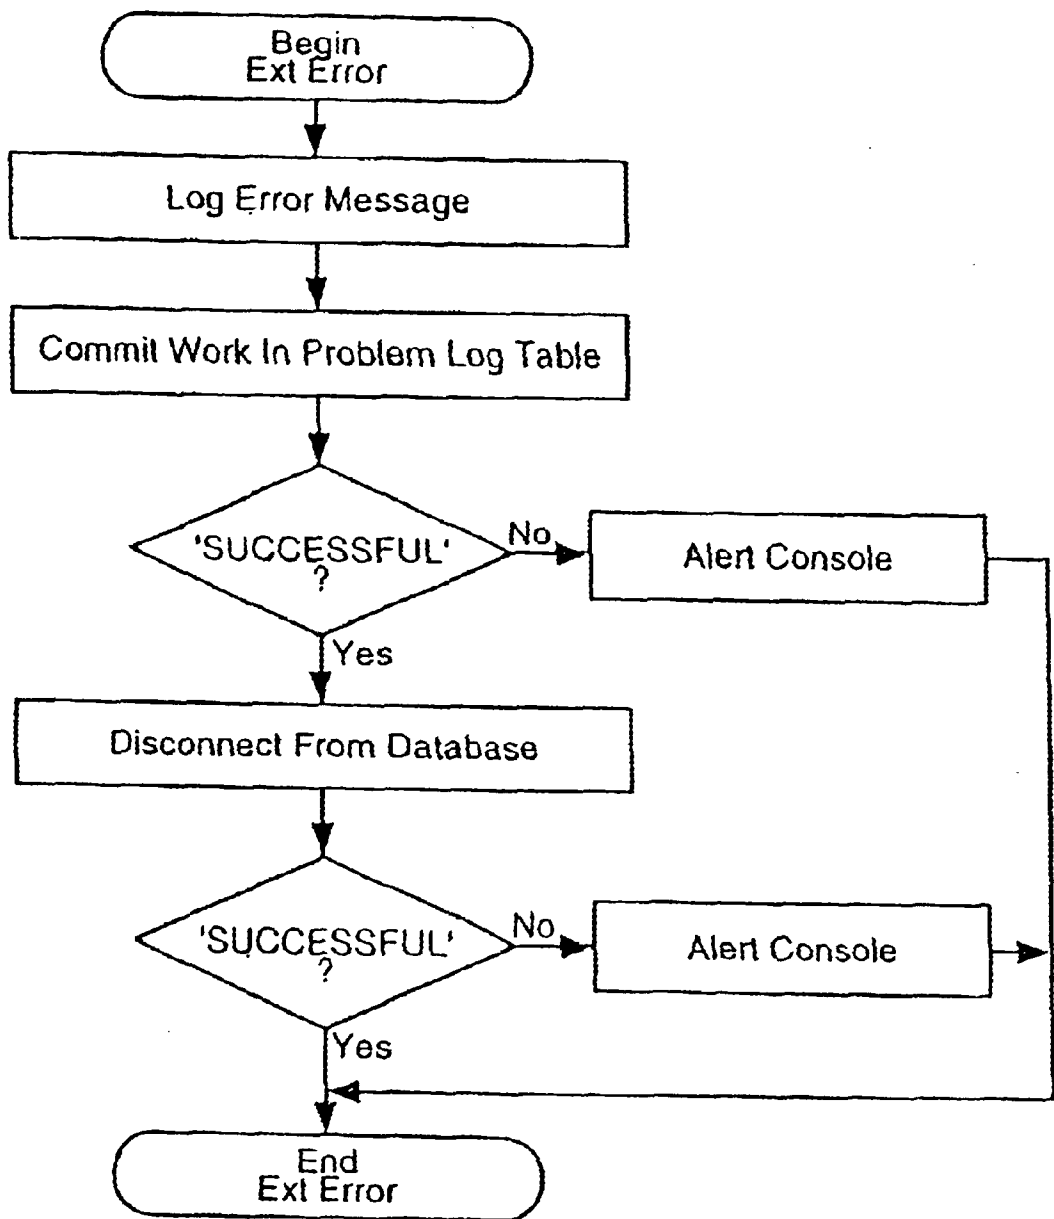 Begin
Ext Error
Log Error Message
Commit Work In Problem Log Table
'SUCCESSFUL'
?
No
Alert Console
Yes
Disconnect From Database
'SUCCESSFUL'
?
No
Alert Console
Yes
End
Ext Error